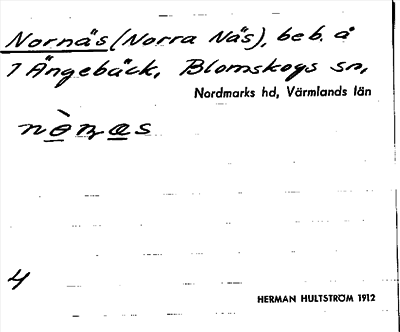 Nornäs (Norra Näs), beb. å
1 Ängebäck, Blomskogs sn,
Nordmarks hd, Värmlands län
4
HERMAN HULTSTRÖM 1912